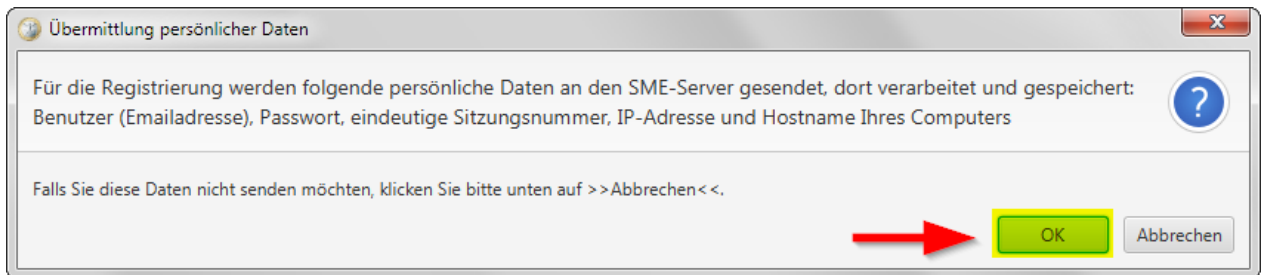 Übermittlung persönlicher Daten
Für die Registrierung werden folgende persönliche Daten an den SME-Server gesendet, dort verarbeitet und gespeichert:
Benutzer (Emailadresse), Passwort, eindeutige Sitzungsnummer, IP-Adresse und Hostname Ihres Computers
Falls Sie diese Daten nicht senden möchten, klicken Sie bitte unten auf >>Abbrechen<<.
OK Abbrechen